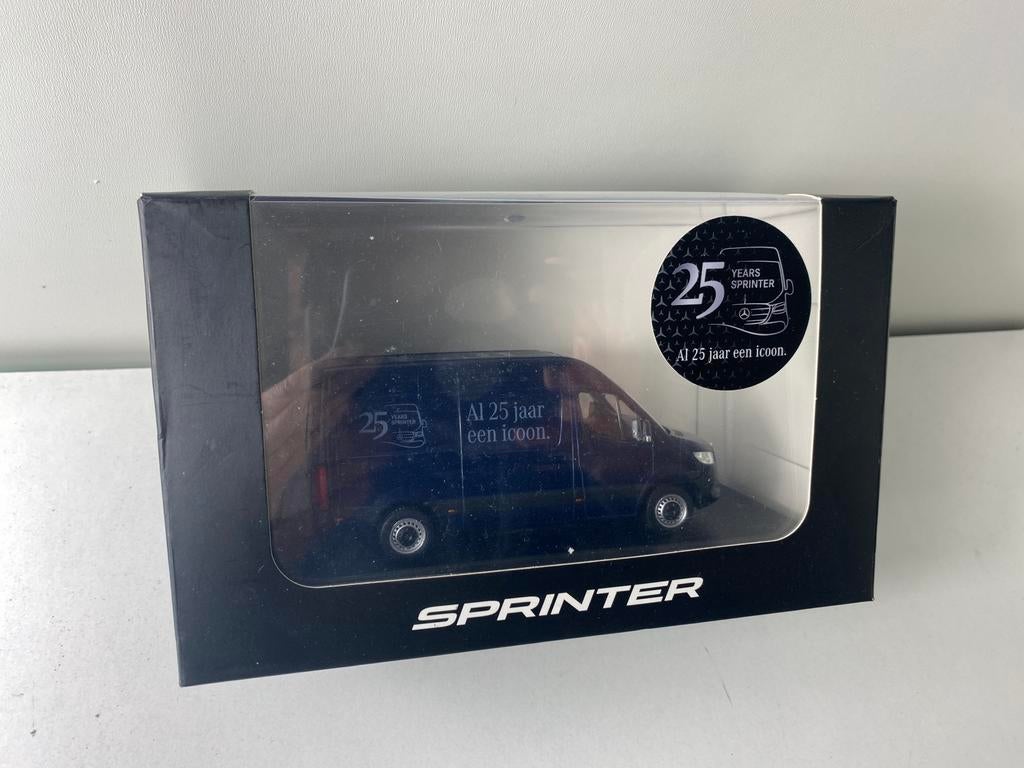 25 YEARS
SPRINTER
Al 25 jaar een icoon.
25 YEARS
SPRINTER
Al 25 jaar
een icoon.
SPRINTER